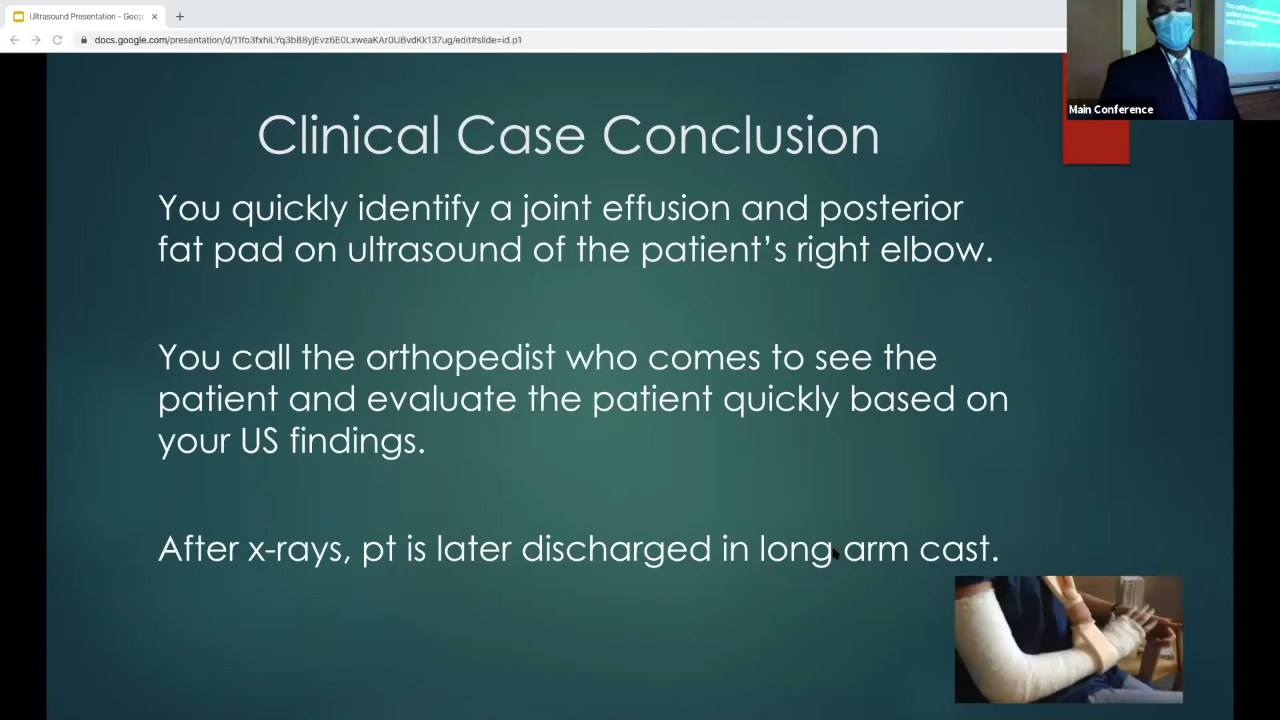 Ultrasound Presentation - Goog
docs.google.com/presentation/d/11fo3fxhiLYq3b88yjEvz6E0LxweaKAr0UBvdKk137ug/edit#slide=id.p1
Main Conference
Clinical Case Conclusion
You quickly identify a joint effusion and posterior
fat pad on ultrasound of the patient’s right elbow.
You call the orthopedist who comes to see the
patient and evaluate the patient quickly based on
your US findings.
After x-rays, pt is later discharged in long arm cast.